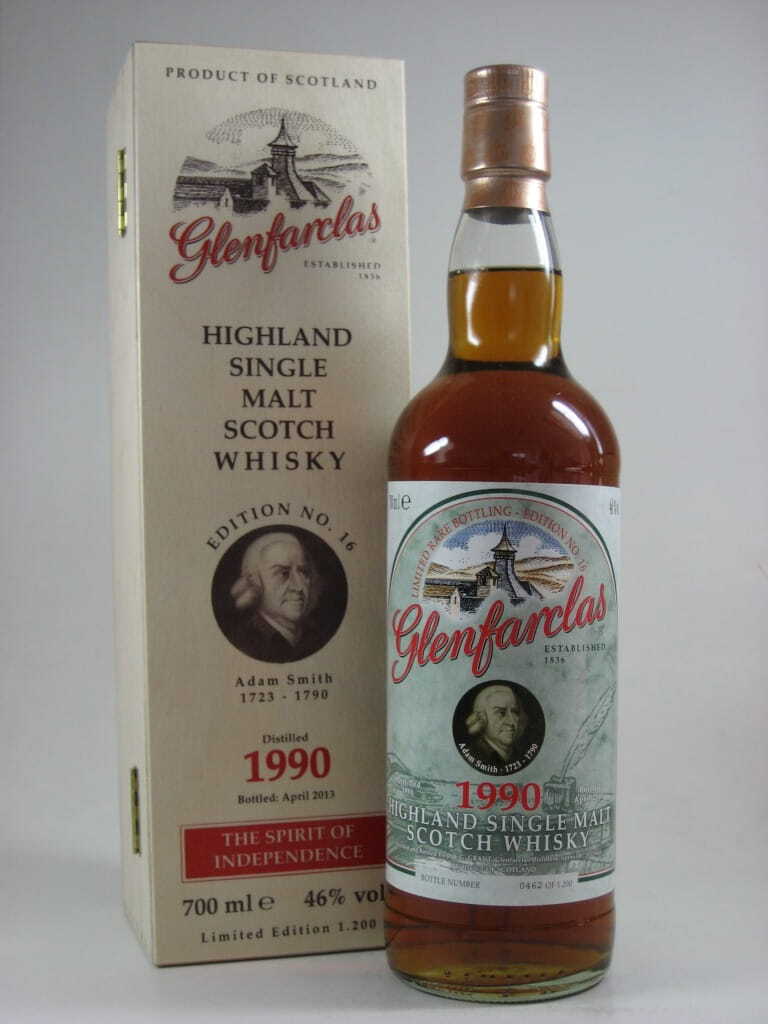 PRODUCT OF SCOTLAND
Glenfarclas
ESTABLISHED
1836
HIGHLAND
SINGLE
MALT
SCOTCH
WHISKY
EDITION NO. 16
Adam Smith
1723 - 1790
Distilled
1990
Bottled: April 2013
THE SPIRIT OF
INDEPENDENCE
700 ml e 46% vol
Limited Edition 1.200
LIMITED RARE BOTTLING - EDITION NO. 16
Glenfarclas
ESTABLISHED
1836
Adam Smith - 1723 - 1790
1990
HIGHLAND SINGLE MALT
SCOTCH WHISKY
SCOTLAND
BOTTLE NUMBER 0462 OF 1.200